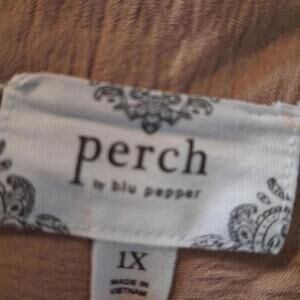 perch
by blu pepper
1X
MADE IN
VIETNAM